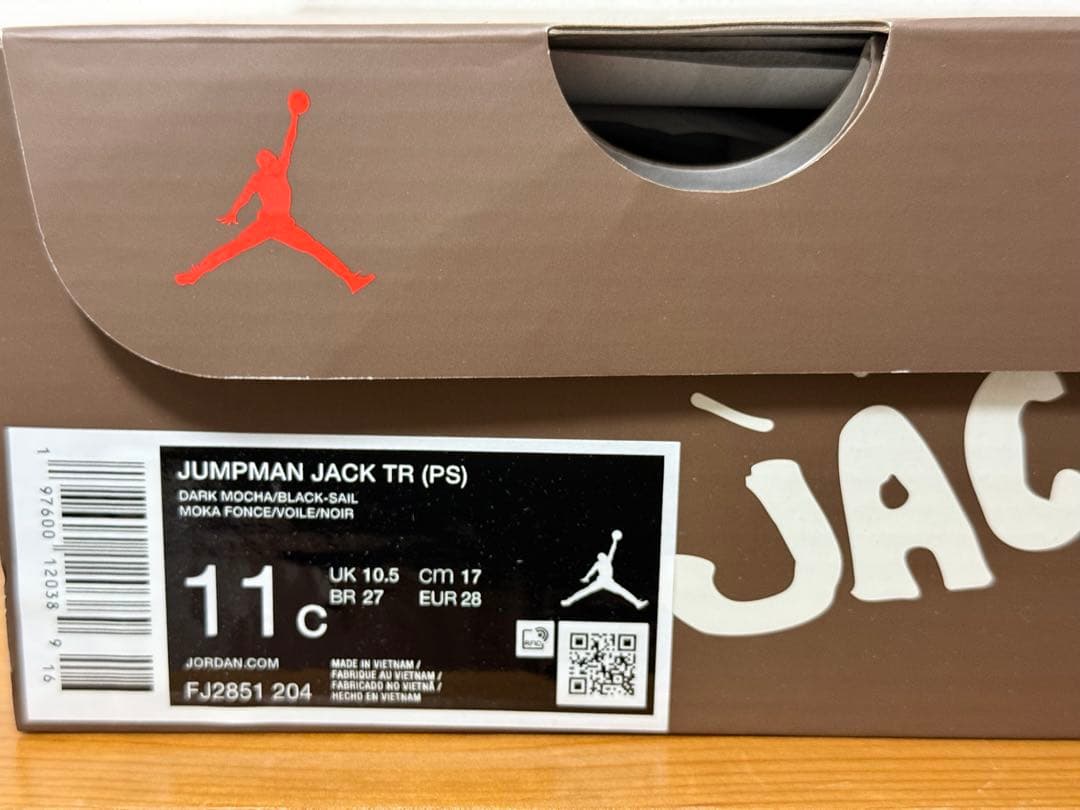 JAC
JUMPMAN JACK TR (PS)
DARK MOCHA/BLACK-SAIL
MOKA FONCE/VOILE/NOIR
11C
UK 10.5 cm 17
BR 27 EUR 28
JORDAN.COM
FJ2851 204
MADE IN VIETNAM /
FABRIQUE AU VIETNAM /
FABRICADO NO VIETNÃ /
HECHO EN VIETNAM
RFID
1 97600 12038 9 16